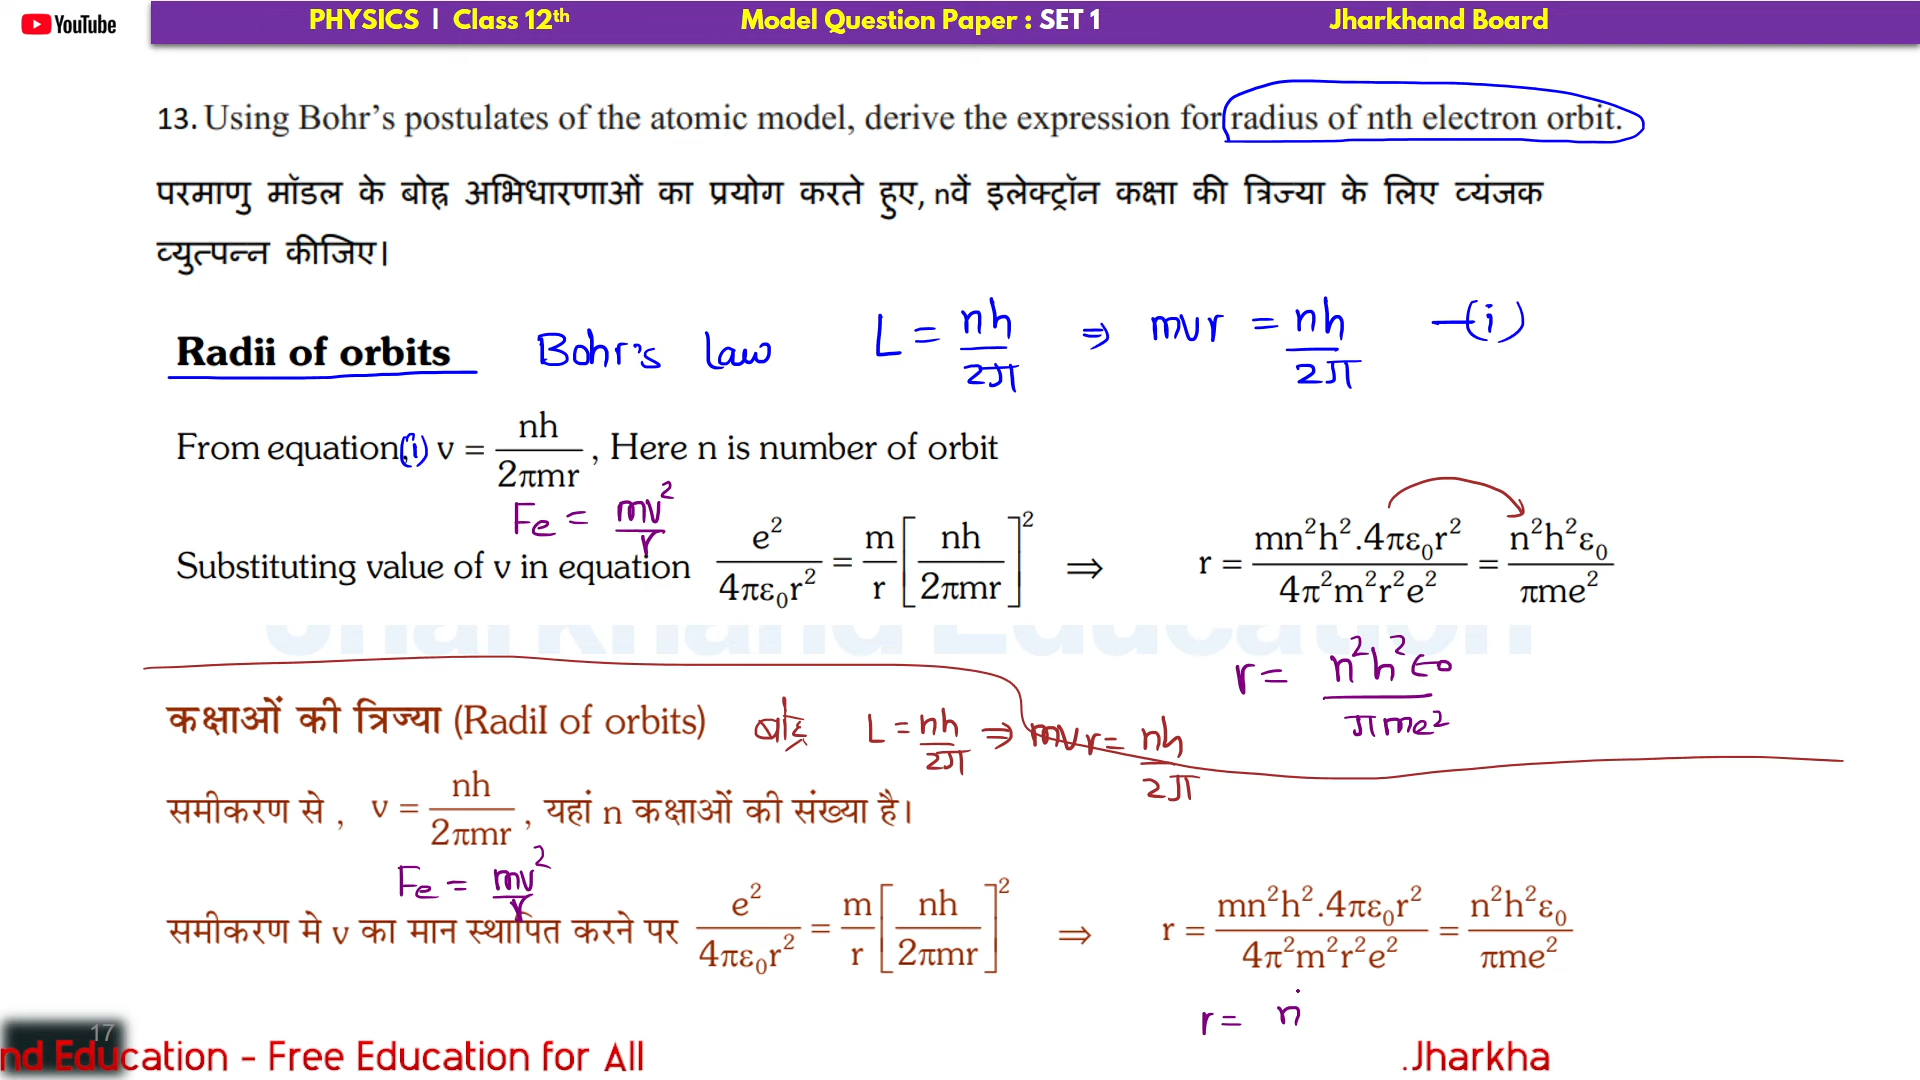 YouTube
PHYSICS | Class 12th Model Question Paper : SET 1 Jharkhand Board
13. Using Bohr's postulates of the atomic model, derive the expression for radius of nth electron orbit.
परमाणु मॉडल के बोह्र अभिधारणाओं का प्रयोग करते हुए, nवें इलेक्ट्रॉन कक्षा की त्रिज्या के लिए व्यंजक
व्युत्पन्न कीजिए।
Radii of orbits Bohr's law L = nh/2π ⇒ mvr = nh/2π —(i)
From equation, (i) v = nh/2πmr , Here n is number of orbit
Fe = mv²/r
Substituting value of v in equation e²/4πε₀r² = m/r [nh/2πmr]² ⇒ r = mn²h².4πε₀r²/4π²m²r²e² = n²h²ε₀/πme²
Jharkhand Education
r = n²h²ε₀/πme²
कक्षाओं की त्रिज्या (RadiI of orbits) L = nh/2π ⇒ mvr = nh/2π
समीकरण से , v = nh/2πmr , यहां n कक्षाओं की संख्या है।
Fe = mv²/r
समीकरण मे v का मान स्थापित करने पर e²/4πε₀r² = m/r [nh/2πmr]² ⇒ r = mn²h².4πε₀r²/4π²m²r²e² = n²h²ε₀/πme²
r = n
17
nd Education - Free Education for All .Jharkha